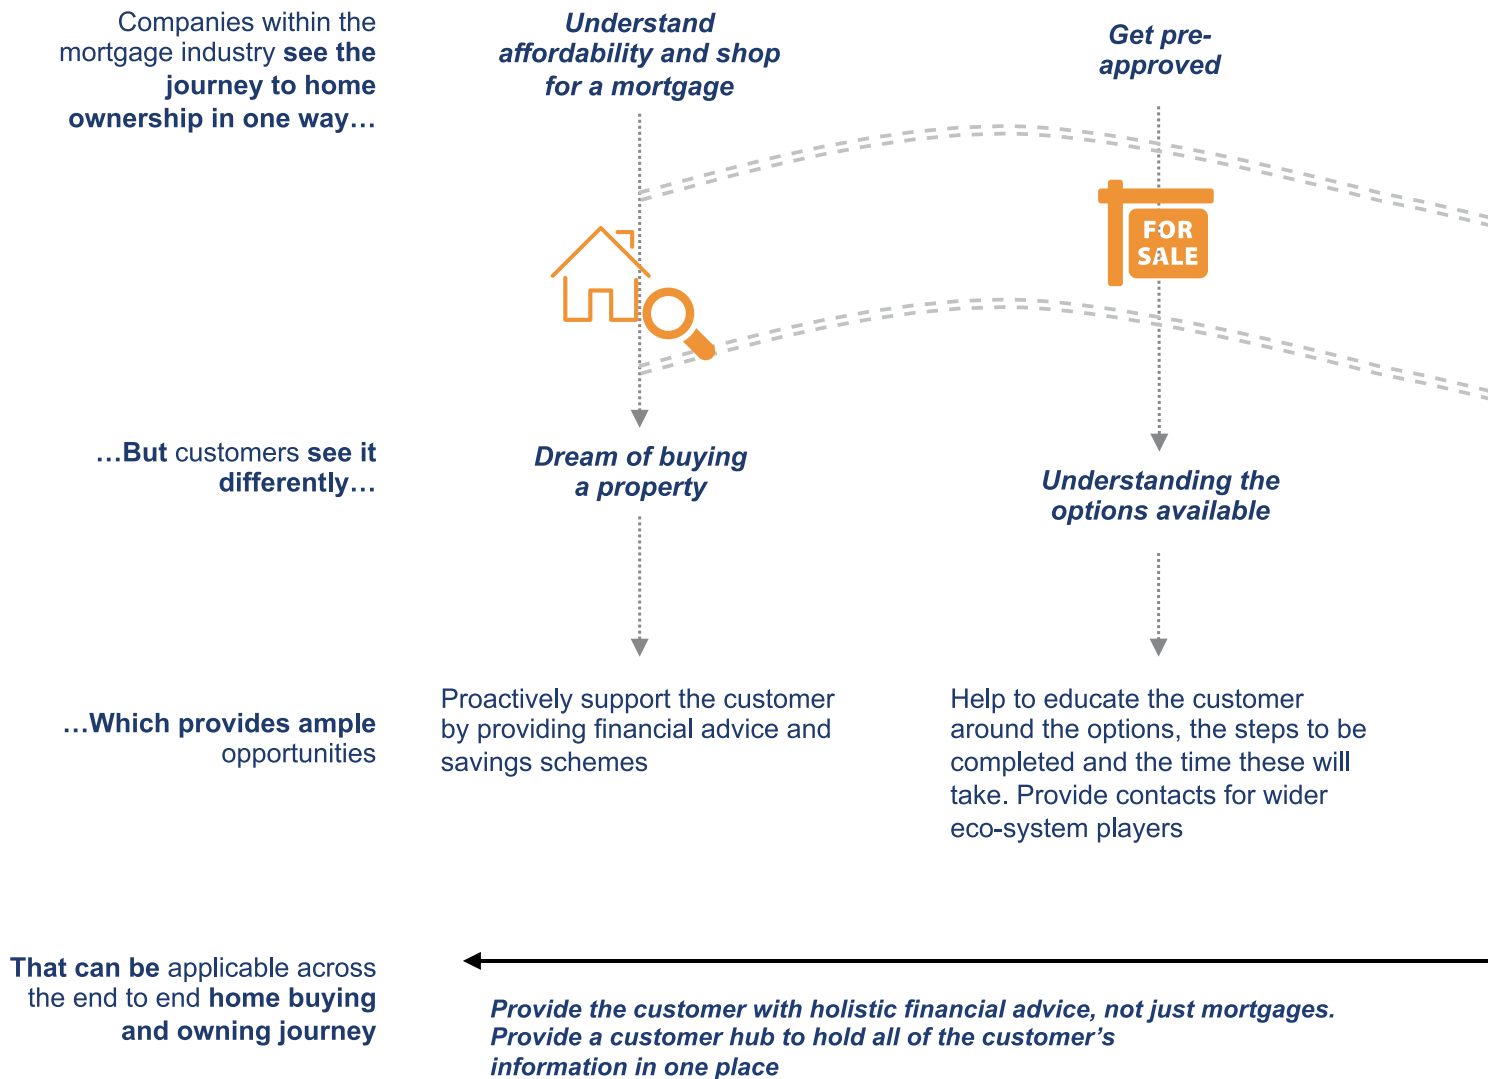 Companies within the
mortgage industry see the
journey to home
ownership in one way…
Understand
affordability and shop
for a mortgage
Get pre-
approved
FOR
SALE
…But customers see it
differently…
Dream of buying
a property
Understanding the
options available
…Which provides ample
opportunities
Proactively support the customer
by providing financial advice and
savings schemes
Help to educate the customer
around the options, the steps to be
completed and the time these will
take. Provide contacts for wider
eco-system players
That can be applicable across
the end to end home buying
and owning journey
Provide the customer with holistic financial advice, not just mortgages.
Provide a customer hub to hold all of the customer’s
information in one place